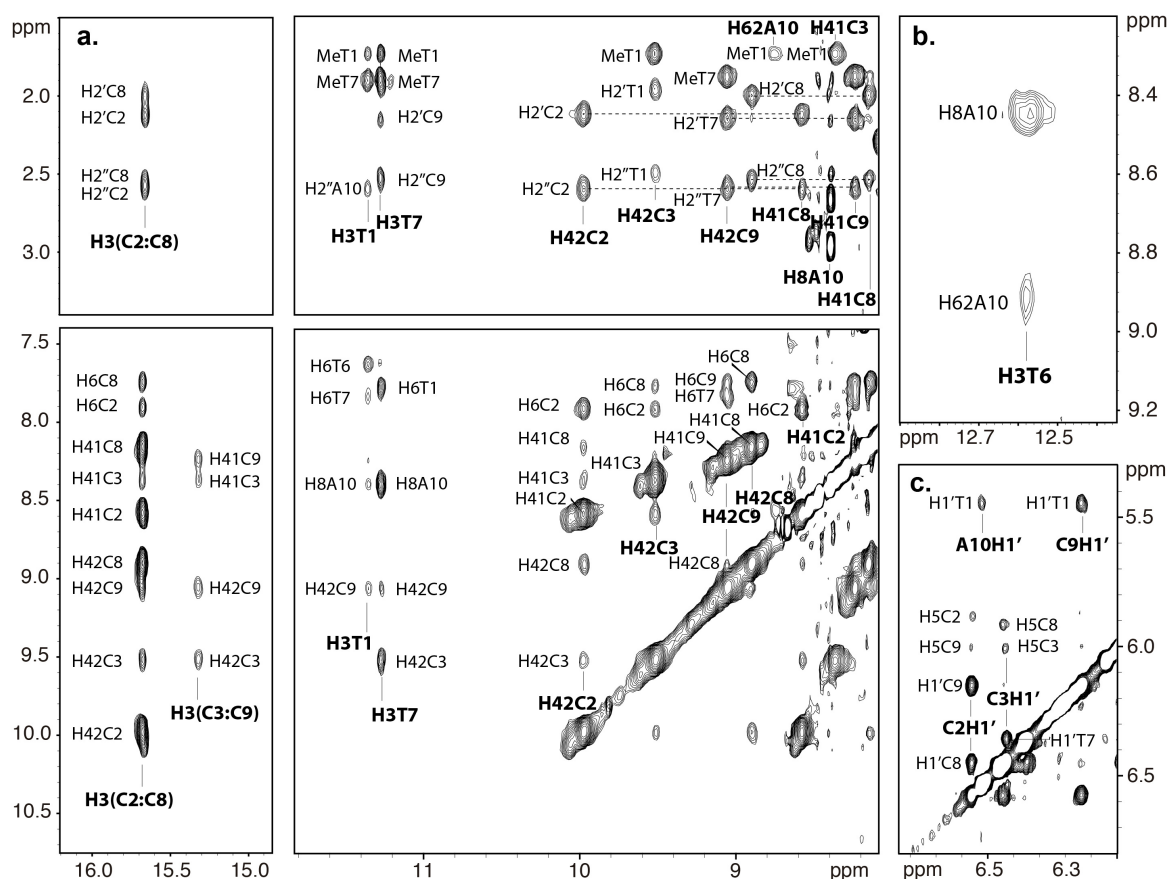 ppm
a.
H2′C8
H2′C2
H2″C8
H2″C2
H3(C2:C8)
2.0
2.5
3.0
MeT1
MeT1
MeT7
MeT7
H2′C9
H2″A10
H2″C9
H3T1
H3T7
H2′C2
H2″C2
H42C2
MeT1
H2′T1
H2″T1
H42C3
H62A10
H41C3
MeT1
MeT1
MeT7
H2′C8
H2′T7
H2″C8
H2″T7
H42C9
H41C8
H41C9
H8A10
H41C8
b.
ppm
H8A10
H62A10
H3T6
8.4
8.6
8.8
9.0
9.2
ppm
12.7
12.5
7.5
8.0
8.5
9.0
9.5
10.0
10.5
H6C8
H6C2
H41C8
H41C3
H41C2
H42C8
H42C9
H42C3
H42C2
H3(C2:C8)
H41C9
H41C3
H42C9
H42C3
H3(C3:C9)
16.0
15.5
15.0
H6T6
H6T7
H6T1
H8A10
H8A10
H42C9
H42C9
H3T1
H42C3
H3T7
H6C2
H41C8
H41C3
H41C2
H42C8
H42C3
H42C2
H6C8
H6C2
H41C3
H42C3
H6C8
H6C9
H6T7
H41C8
H41C9
H6C2
H41C2
H42C8
H42C9
H42C8
11
10
9
ppm
c.
ppm
H1′T1
H1′T1
A10H1′
C9H1′
H5C2
H5C8
H5C9
H5C3
H1′C9
C3H1′
C2H1′
H1′T7
H1′C8
5.5
6.0
6.5
ppm
6.5
6.3